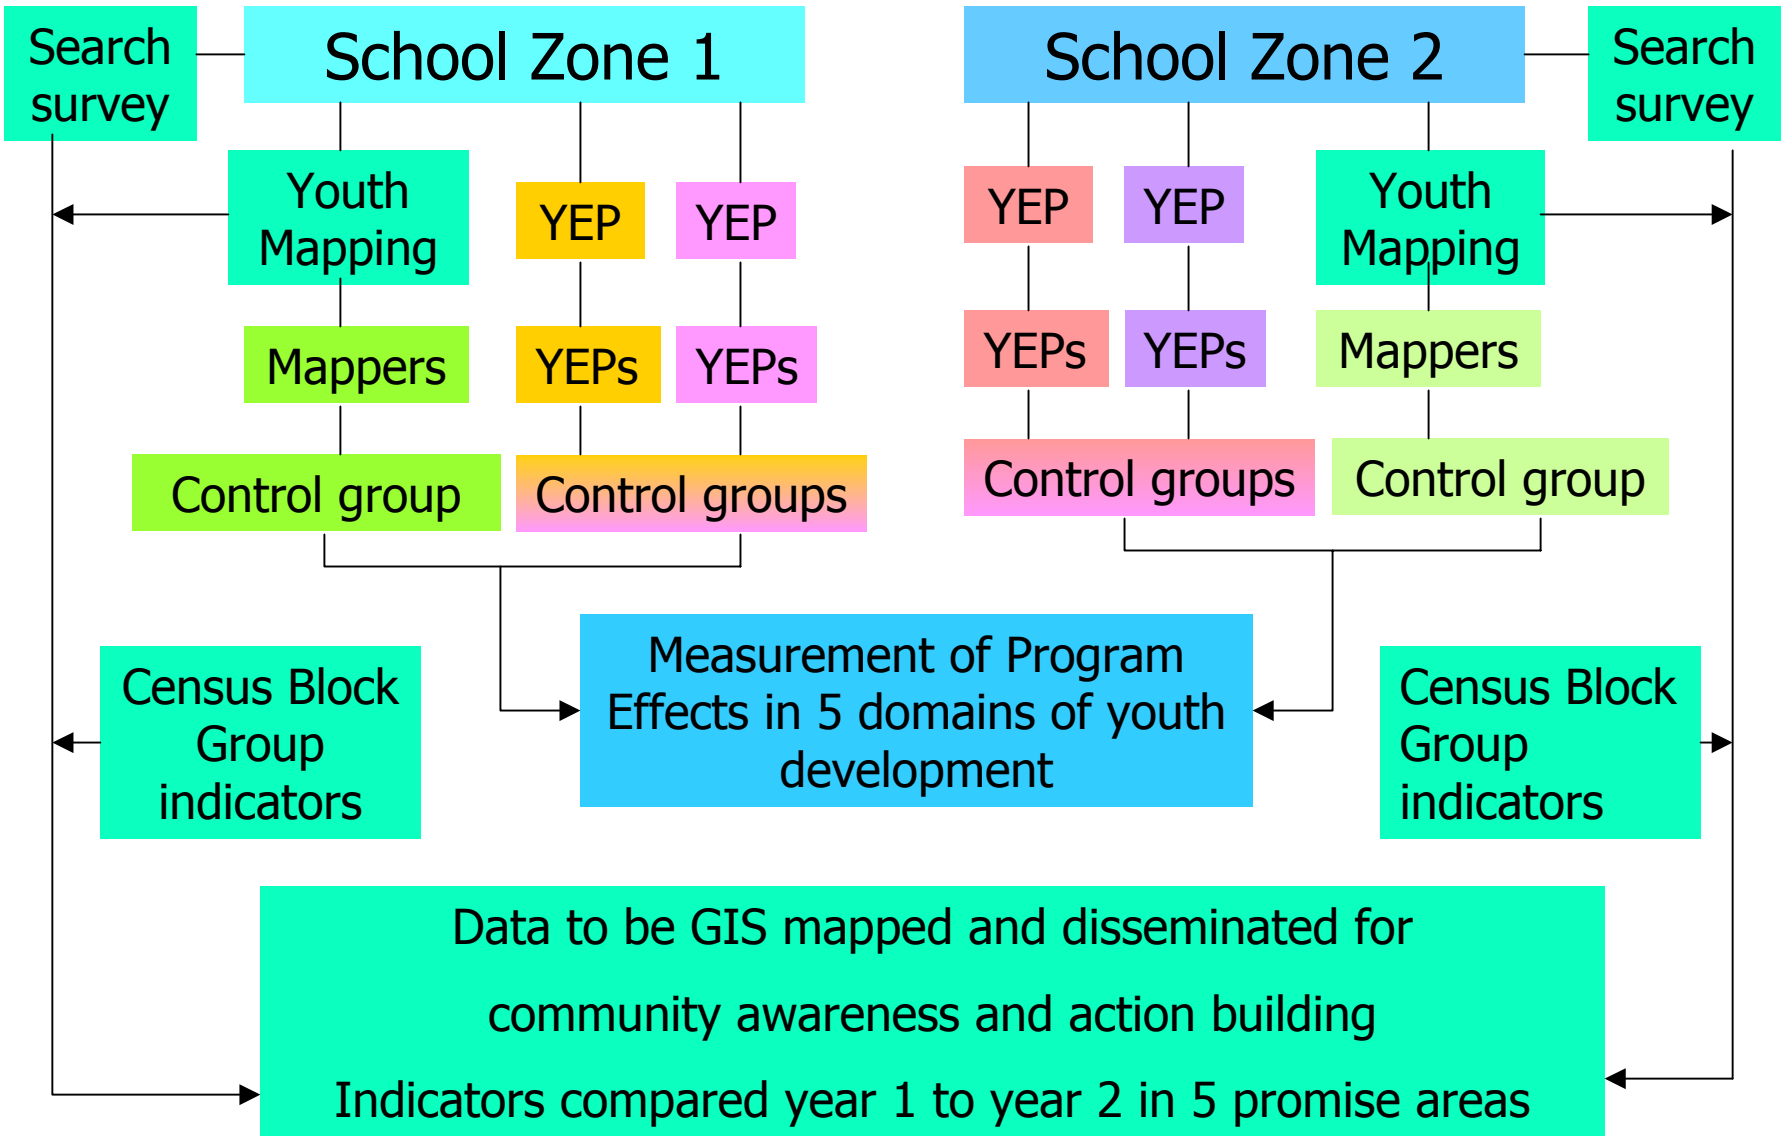 Search
survey
School Zone 1
School Zone 2
Search
survey
Youth
Mapping
YEP
YEP
YEP
YEP
Youth
Mapping
Mappers
YEPs
YEPs
YEPs
YEPs
Mappers
Control group
Control groups
Control groups
Control group
Census Block
Group
indicators
Measurement of Program
Effects in 5 domains of youth
development
Census Block
Group
indicators
Data to be GIS mapped and disseminated for
community awareness and action building
Indicators compared year 1 to year 2 in 5 promise areas